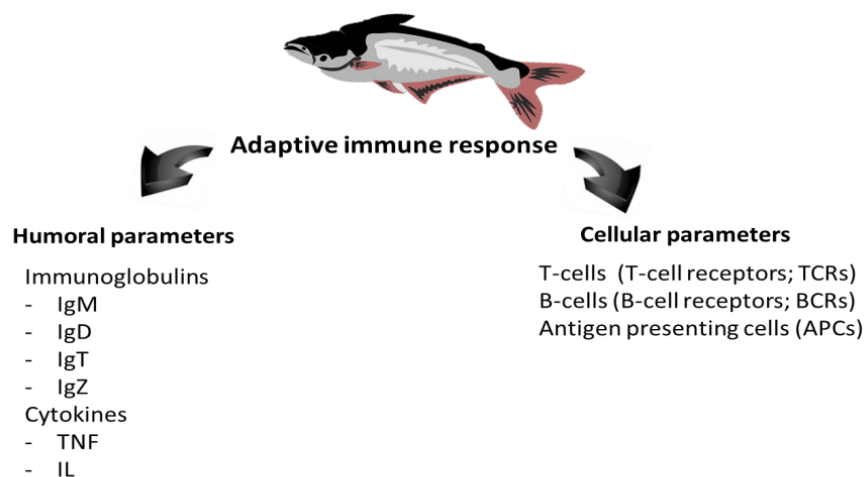 Adaptive immune response
Humoral parameters
Immunoglobulins
- IgM
- IgD
- IgT
- IgZ
Cytokines
- TNF
- IL
Cellular parameters
T-cells (T-cell receptors; TCRs)
B-cells (B-cell receptors; BCRs)
Antigen presenting cells (APCs)